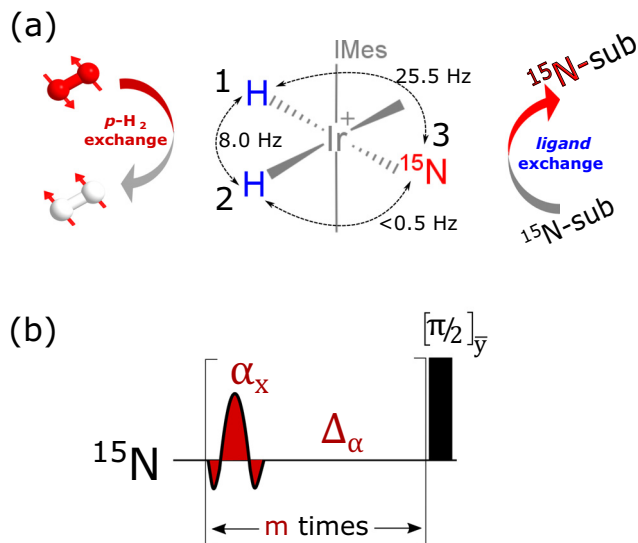 (a)
IMes
25.5 Hz
1
H
p-H₂
exchange
8.0 Hz
Ir⁺
3
¹⁵N
2
H
<0.5 Hz
¹⁵N-sub
ligand
exchange
¹⁵N-sub
(b)
[π/2]ȳ
αₓ
Δα
¹⁵N
m times